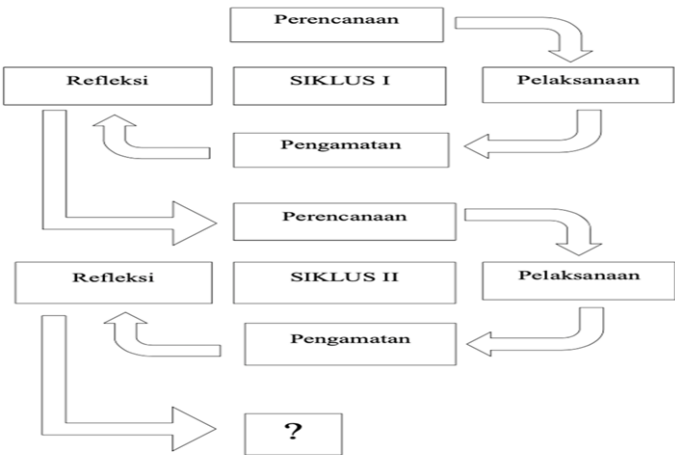 Perencanaan
Refleksi
SIKLUS I
Pelaksanaan
Pengamatan
Perencanaan
Refleksi
SIKLUS II
Pelaksanaan
Pengamatan
?